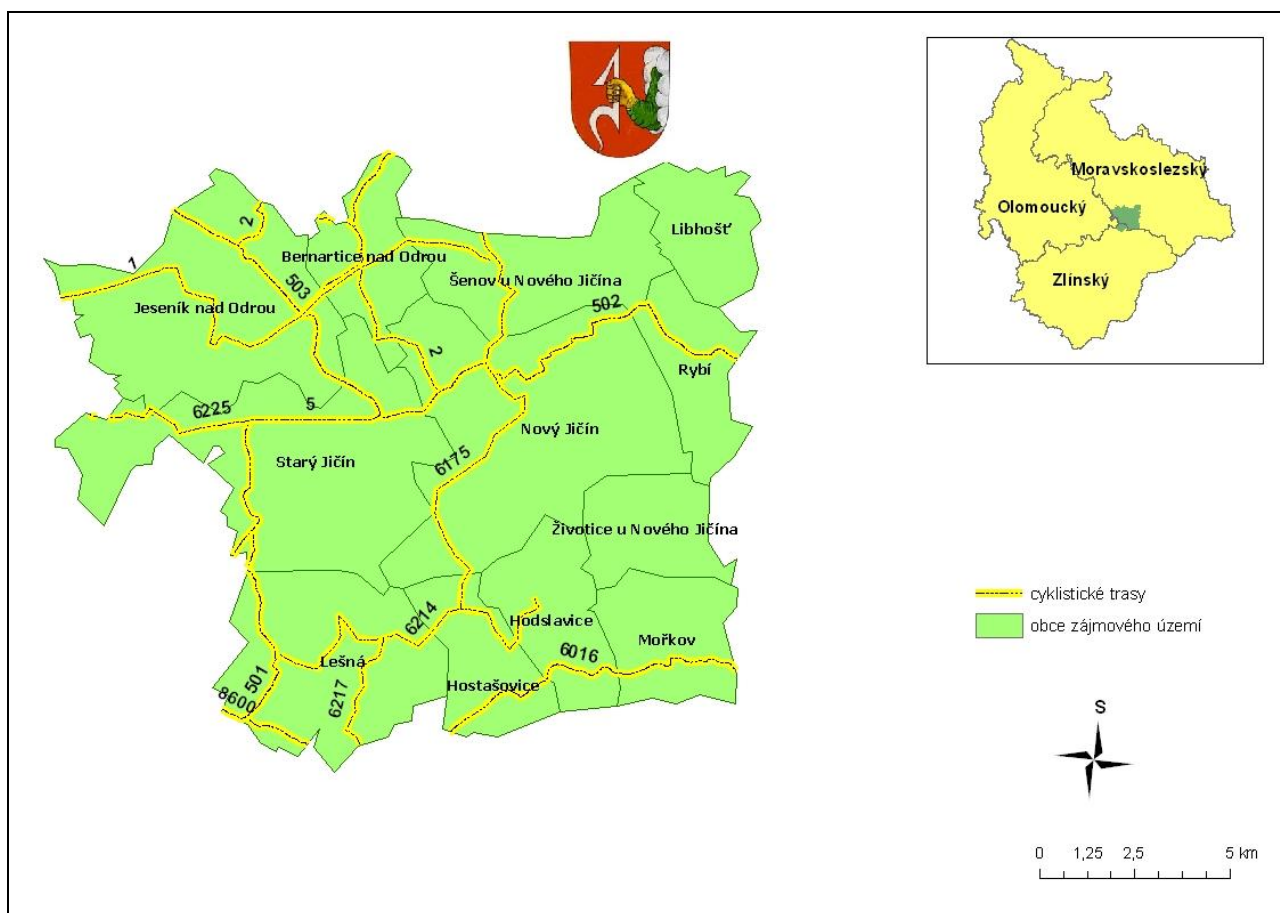 Moravskoslezský
Olomoucký
Zlínský
Libhošť
2
Bernartice nad Odrou
1
503
Šenov u Nového Jičína
Jeseník nad Odrou
502
2
Rybí
6225
5
Nový Jičín
Starý Jičín
6175
Životice u Nového Jičína
cyklistické trasy
obce zájmového území
6214
Hodslavice
Mořkov
6016
Lešná
501
8600
6217
Hostašovice
S
0 1,25 2,5 5 km